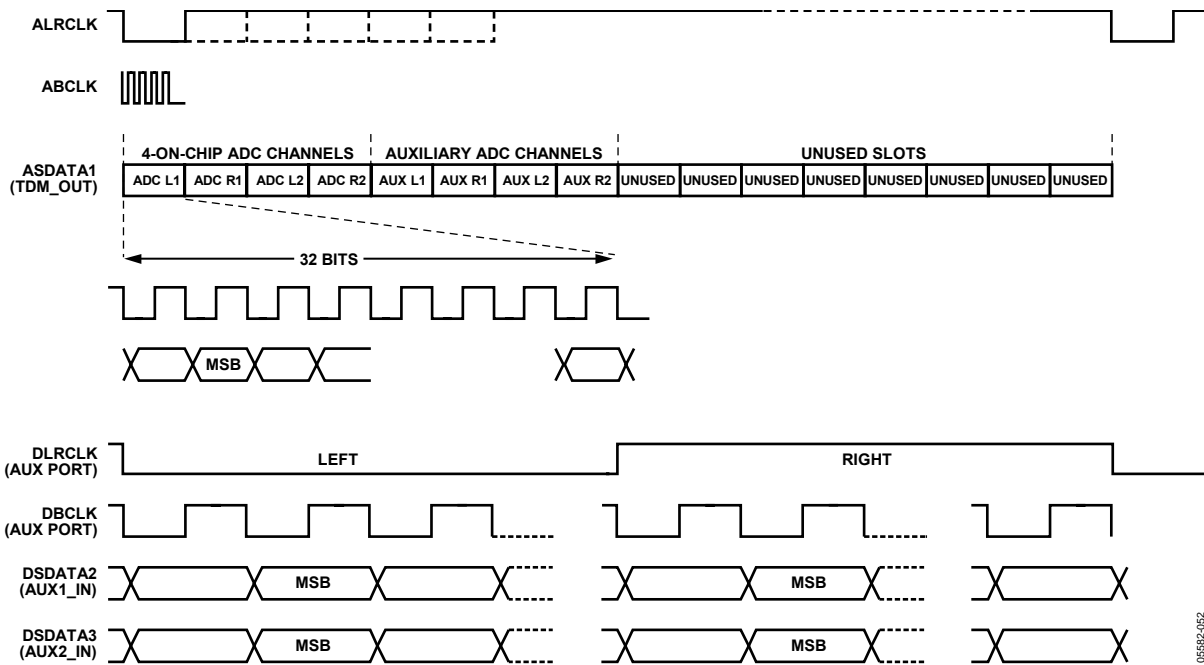 ALRCLK
ABCLK
4-ON-CHIP ADC CHANNELS AUXILIARY ADC CHANNELS UNUSED SLOTS
ASDATA1
(TDM_OUT)
ADC L1 ADC R1 ADC L2 ADC R2 AUX L1 AUX R1 AUX L2 AUX R2 UNUSED UNUSED UNUSED UNUSED UNUSED UNUSED UNUSED UNUSED
32 BITS
MSB
DLRCLK
(AUX PORT)
LEFT RIGHT
DBCLK
(AUX PORT)
DSDATA2
(AUX1_IN)
MSB MSB
DSDATA3
(AUX2_IN)
MSB MSB
05582-052